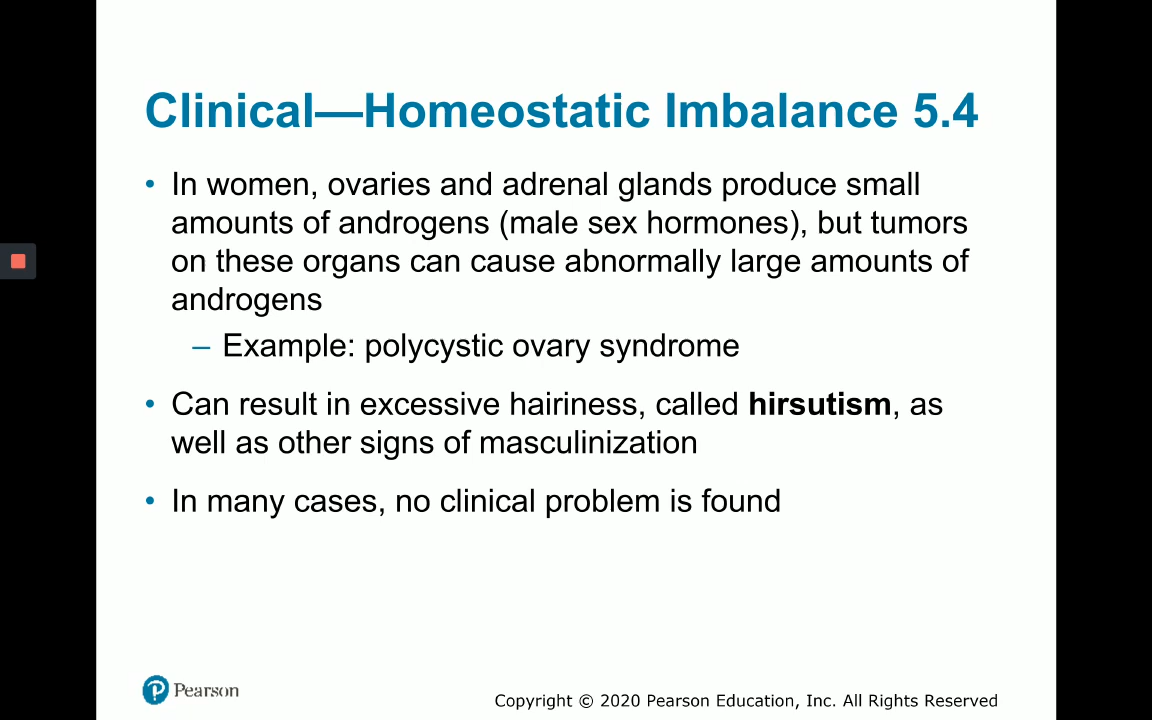 Clinical—Homeostatic Imbalance 5.4
• In women, ovaries and adrenal glands produce small
amounts of androgens (male sex hormones), but tumors
on these organs can cause abnormally large amounts of
androgens
– Example: polycystic ovary syndrome
• Can result in excessive hairiness, called hirsutism, as
well as other signs of masculinization
• In many cases, no clinical problem is found
P Pearson
Copyright © 2020 Pearson Education, Inc. All Rights Reserved